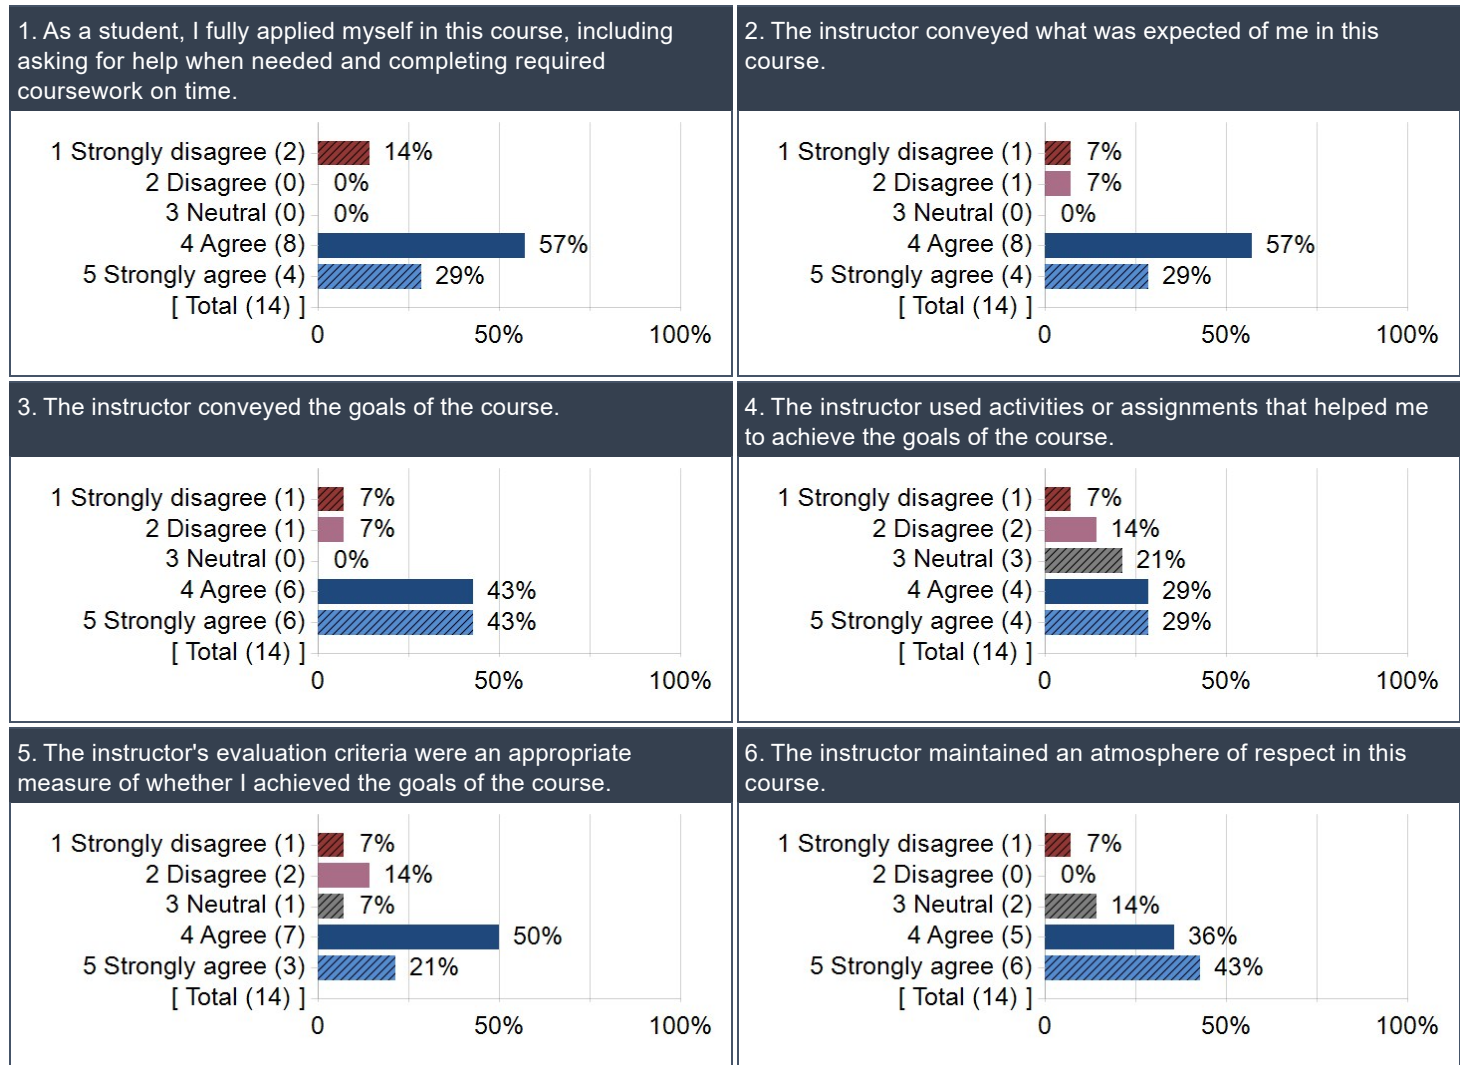 1. As a student, I fully applied myself in this course, including
asking for help when needed and completing required
coursework on time.
1 Strongly disagree (2) 14%
2 Disagree (0) 0%
3 Neutral (0) 0%
4 Agree (8) 57%
5 Strongly agree (4) 29%
[ Total (14) ]
0 50% 100%
2. The instructor conveyed what was expected of me in this
course.
1 Strongly disagree (1) 7%
2 Disagree (1) 7%
3 Neutral (0) 0%
4 Agree (8) 57%
5 Strongly agree (4) 29%
[ Total (14) ]
0 50% 100%
3. The instructor conveyed the goals of the course.
1 Strongly disagree (1) 7%
2 Disagree (1) 7%
3 Neutral (0) 0%
4 Agree (6) 43%
5 Strongly agree (6) 43%
[ Total (14) ]
0 50% 100%
4. The instructor used activities or assignments that helped me
to achieve the goals of the course.
1 Strongly disagree (1) 7%
2 Disagree (2) 14%
3 Neutral (3) 21%
4 Agree (4) 29%
5 Strongly agree (4) 29%
[ Total (14) ]
0 50% 100%
5. The instructor's evaluation criteria were an appropriate
measure of whether I achieved the goals of the course.
1 Strongly disagree (1) 7%
2 Disagree (2) 14%
3 Neutral (1) 7%
4 Agree (7) 50%
5 Strongly agree (3) 21%
[ Total (14) ]
0 50% 100%
6. The instructor maintained an atmosphere of respect in this
course.
1 Strongly disagree (1) 7%
2 Disagree (0) 0%
3 Neutral (2) 14%
4 Agree (5) 36%
5 Strongly agree (6) 43%
[ Total (14) ]
0 50% 100%